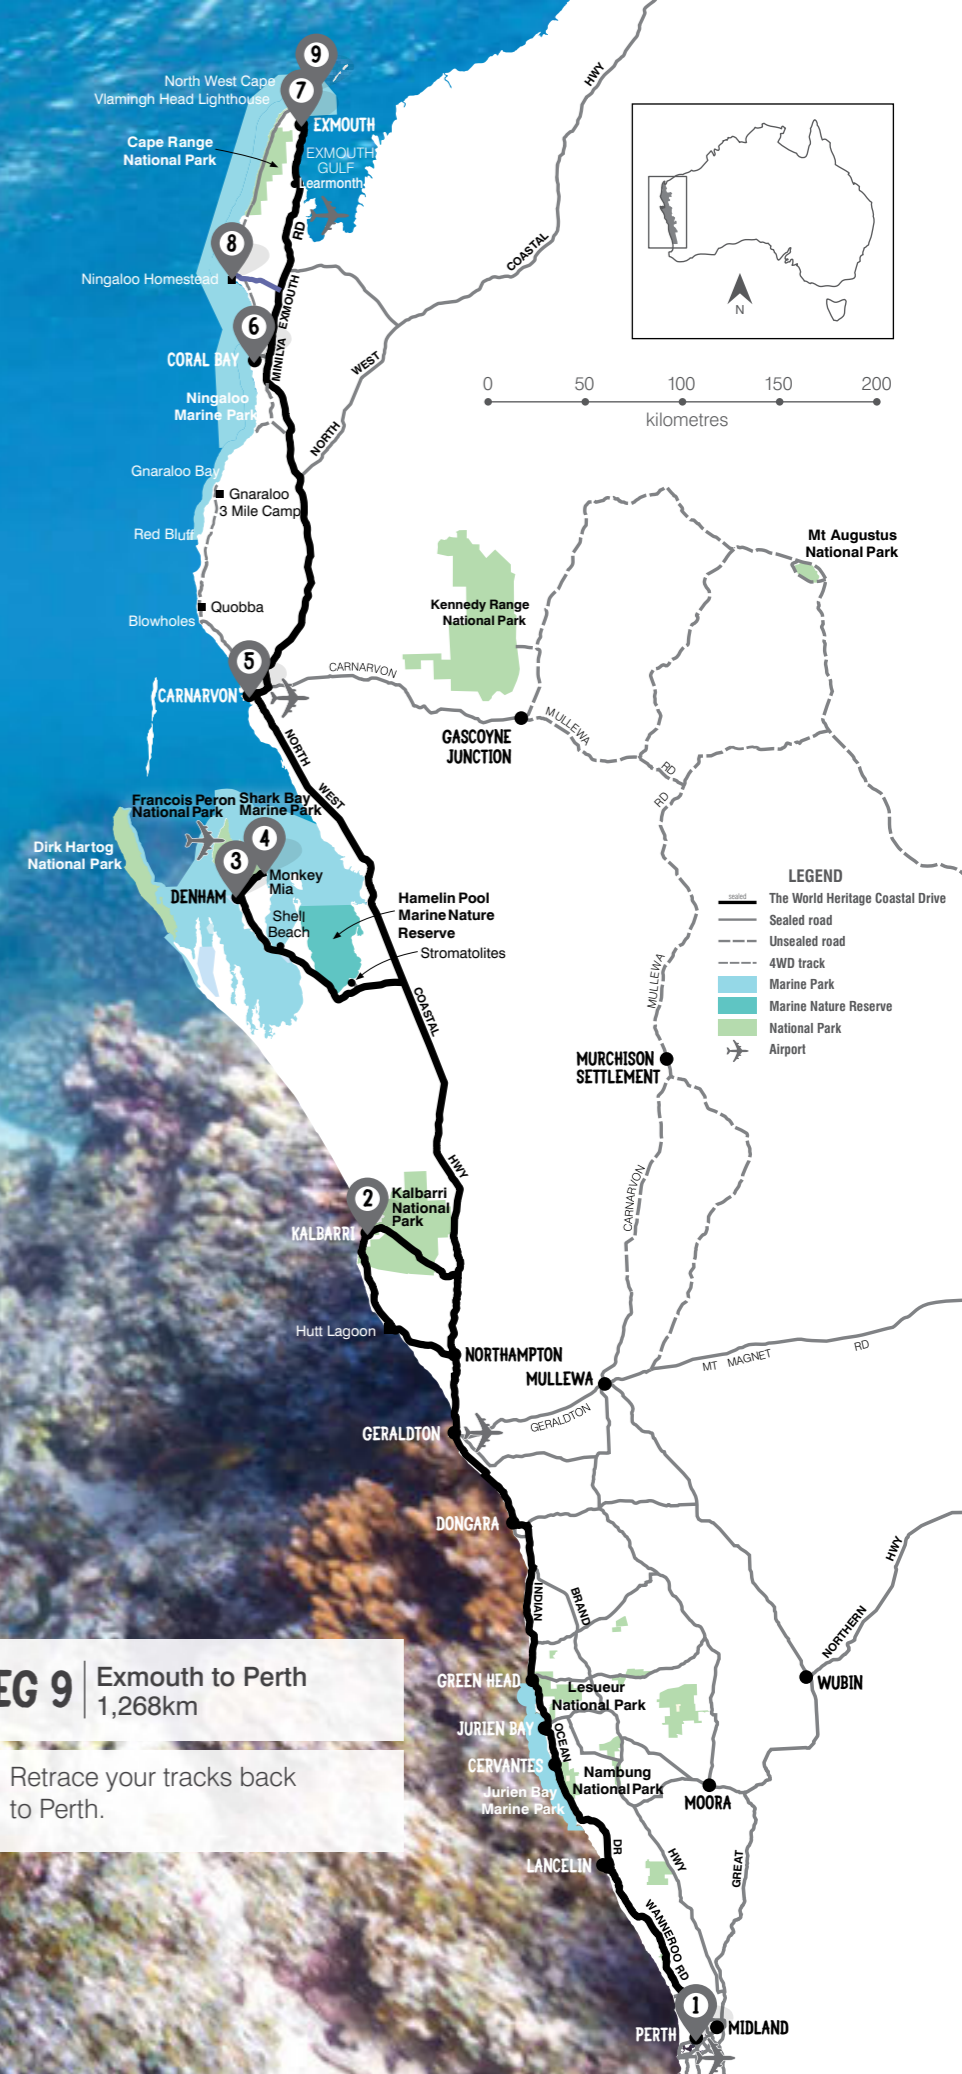 9
North West Cape
Vlamingh Head Lighthouse
7
EXMOUTH
Cape Range
National Park
EXMOUTH
GULF
Learmonth
RD
8
Ningaloo Homestead
MINILYA EXMOUTH
6
CORAL BAY
Ningaloo
Marine Park
HWY
COASTAL
WEST
NORTH
N
0 50 100 150 200
kilometres
Gnaraloo Bay
Gnaraloo
3 Mile Camp
Red Bluff
Quobba
Blowholes
5
CARNARVON
CARNARVON
Kennedy Range
National Park
Mt Augustus
National Park
GASCOYNE
JUNCTION
MULLEWA
RD
RD
NORTH
WEST
Francois Peron
National Park
Shark Bay
Marine Park
4
3
Dirk Hartog
National Park
DENHAM
Monkey
Mia
Shell
Beach
Hamelin Pool
Marine Nature
Reserve
Stromatolites
COASTAL
LEGEND
sealed
The World Heritage Coastal Drive
Sealed road
Unsealed road
4WD track
Marine Park
Marine Nature Reserve
National Park
Airport
MULLEWA
MURCHISON
SETTLEMENT
CARNARVON
HWY
2
Kalbarri
National
Park
KALBARRI
Hutt Lagoon
NORTHAMPTON
MULLEWA
MT MAGNET RD
GERALDTON
GERALDTON
DONGARA
INDIAN
BRAND
HWY
NORTHERN
WUBIN
EG 9
Exmouth to Perth
1,268km
Retrace your tracks back
to Perth.
GREEN HEAD
Lesueur
National Park
JURIEN BAY
OCEAN
CERVANTES
Nambung
National Park
Jurien Bay
Marine Park
MOORA
DR
LANCELIN
HWY
GREAT
WANNEROO RD
1
PERTH
MIDLAND